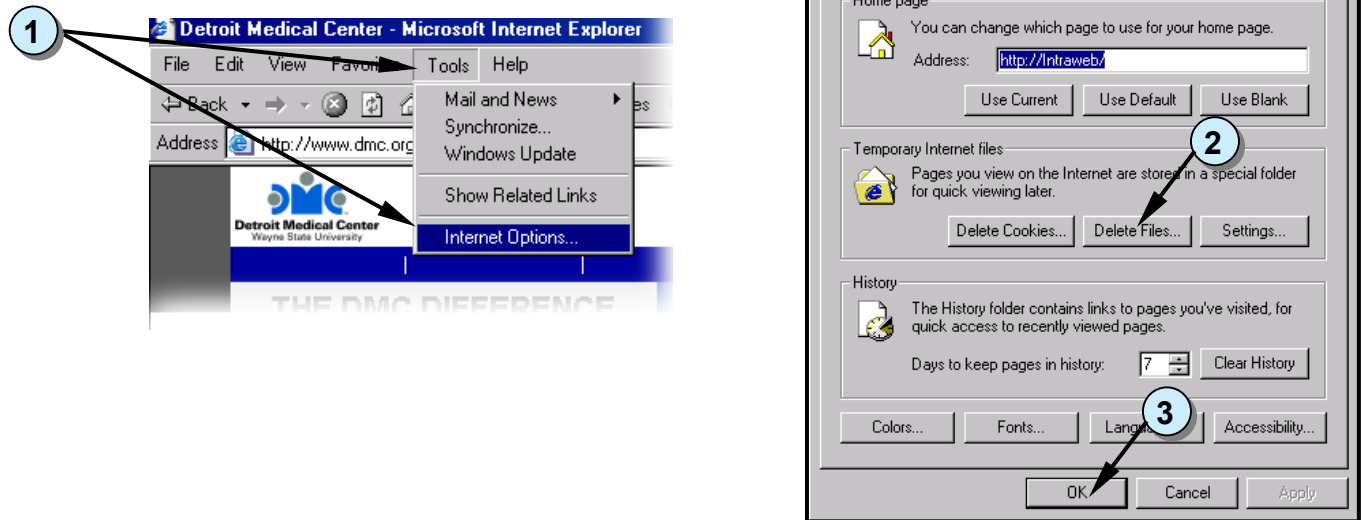 1
Detroit Medical Center - Microsoft Internet Explorer
File Edit View Tools Help
Back
Address http://www.dmc.org
Mail and News
Synchronize...
Windows Update
Show Related Links
Internet Options...
Detroit Medical Center
Wayne State University
THE DMC DIFFERENCE
Home page
You can change which page to use for your home page.
Address: http://Intraweb/
Use Current Use Default Use Blank
2
Temporary Internet files
Pages you view on the Internet are stored in a special folder
for quick viewing later.
Delete Cookies... Delete Files... Settings...
History
The History folder contains links to pages you've visited, for
quick access to recently viewed pages.
Days to keep pages in history: 7 Clear History
3
Colors... Fonts... Accessibility...
OK Cancel Apply